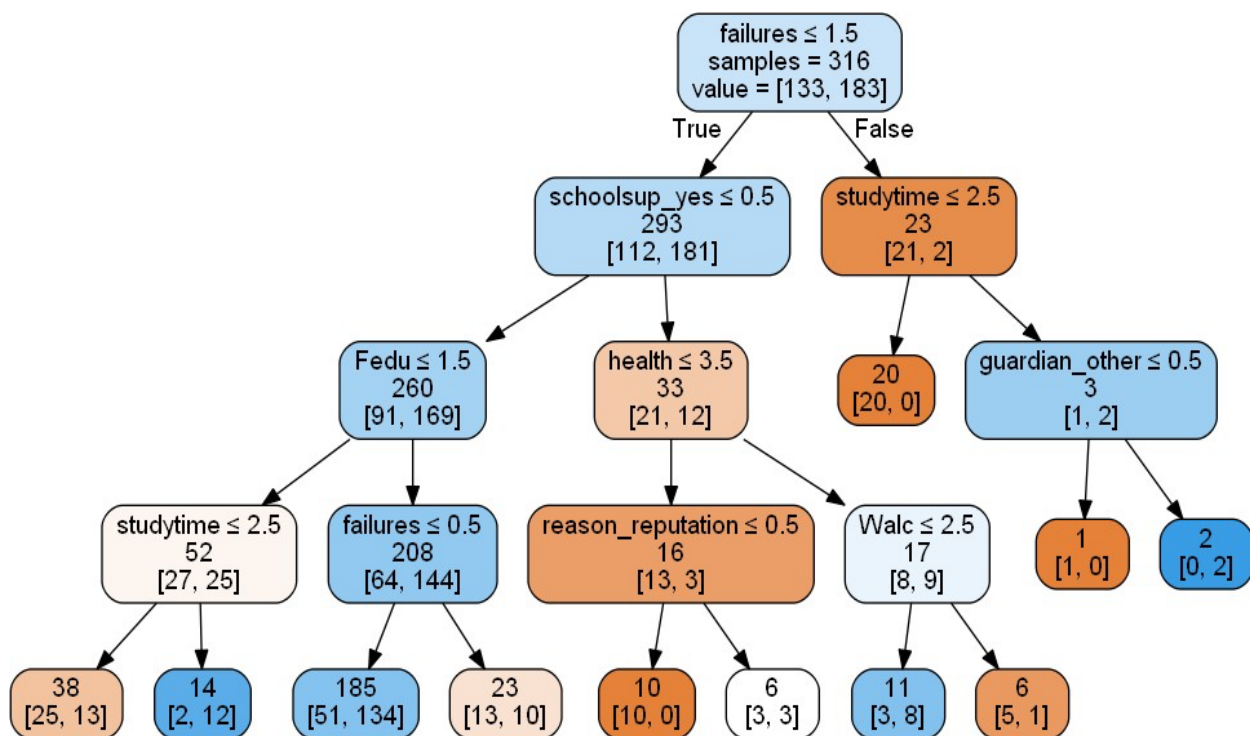 failures ≤ 1.5
samples = 316
value = [133, 183]
True
False
schoolsup_yes ≤ 0.5
293
[112, 181]
studytime ≤ 2.5
23
[21, 2]
Fedu ≤ 1.5
260
[91, 169]
health ≤ 3.5
33
[21, 12]
20
[20, 0]
guardian_other ≤ 0.5
3
[1, 2]
studytime ≤ 2.5
52
[27, 25]
failures ≤ 0.5
208
[64, 144]
reason_reputation ≤ 0.5
16
[13, 3]
Walc ≤ 2.5
17
[8, 9]
1
[1, 0]
2
[0, 2]
38
[25, 13]
14
[2, 12]
185
[51, 134]
23
[13, 10]
10
[10, 0]
6
[3, 3]
11
[3, 8]
6
[5, 1]